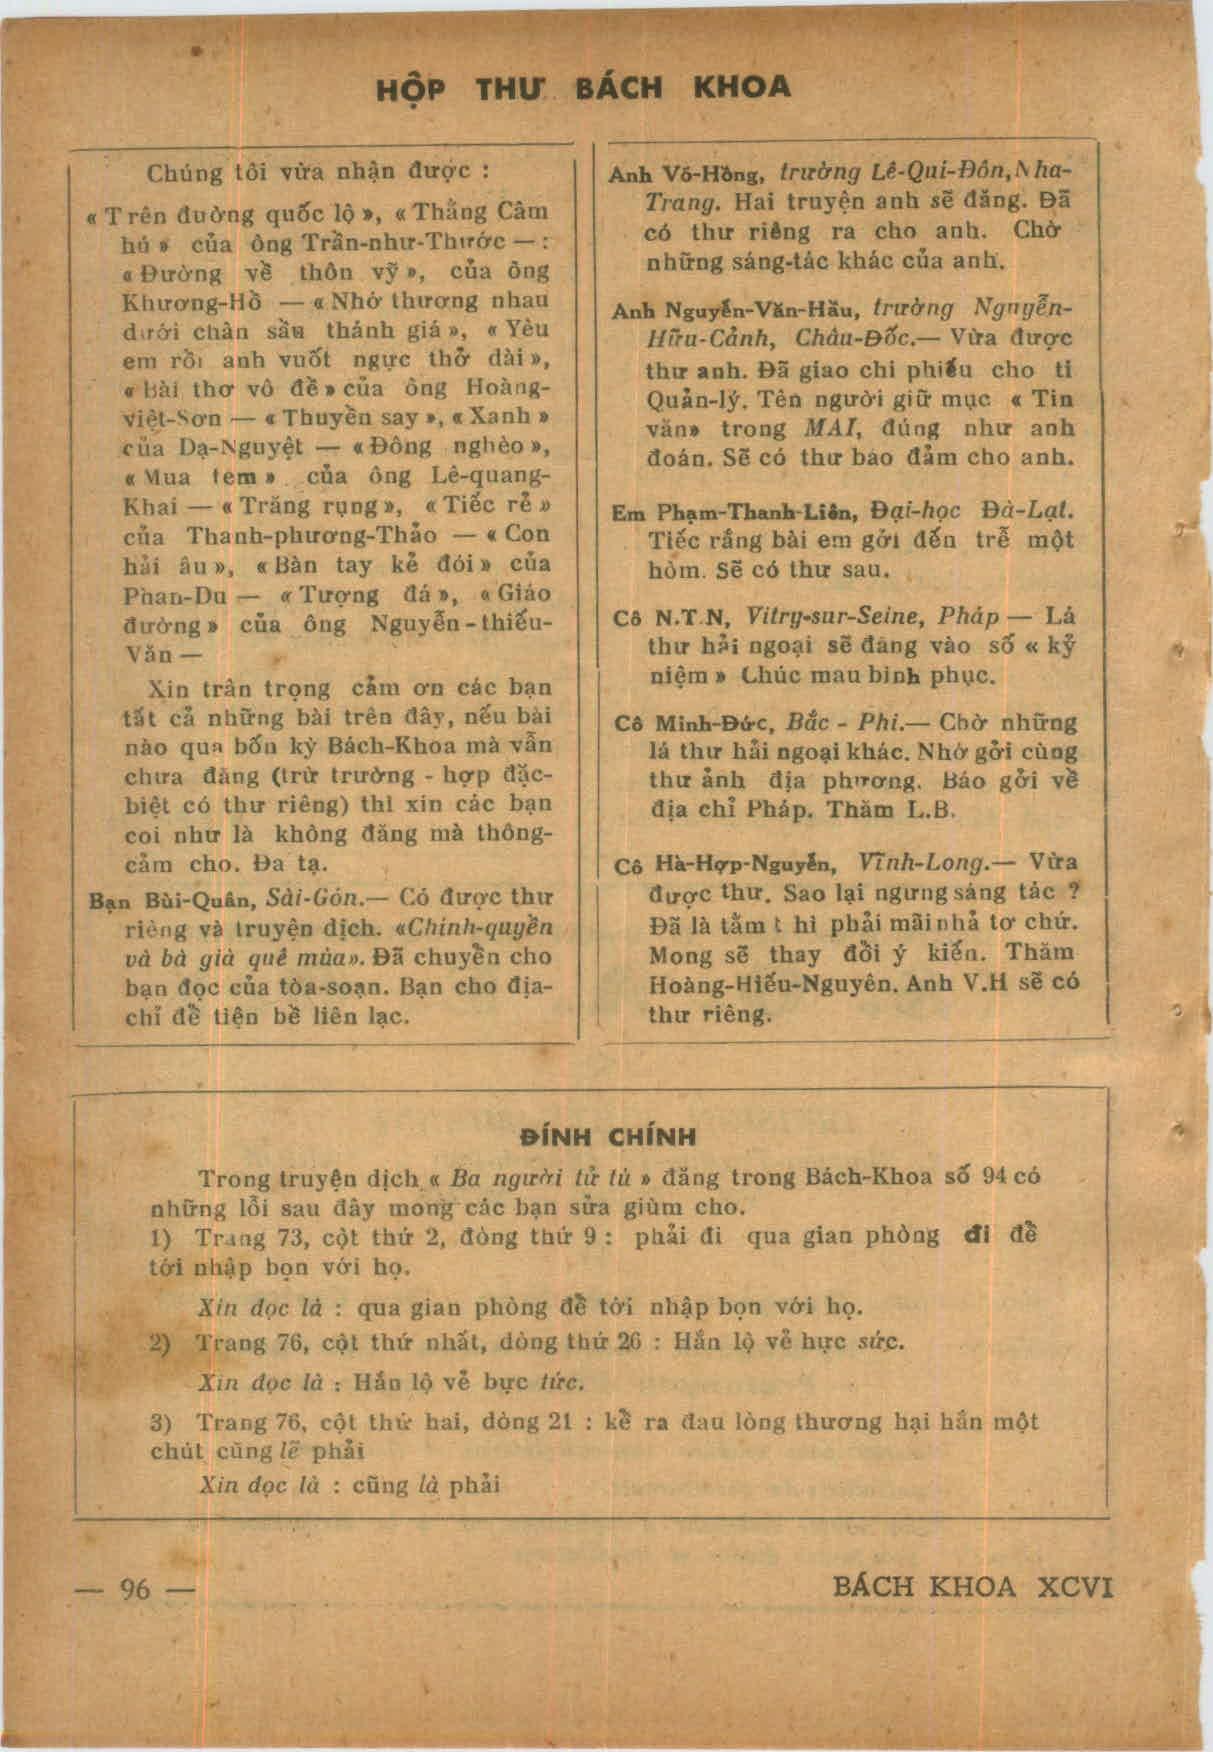 HỘP THƯ BÁCH KHOA
Chúng tôi vừa nhận được :
« Trên đường quốc lộ », « Thằng Câm
hú » của ông Trần-như-Thước — :
« Đường về thôn vỹ », của ông
Khương-Hồ — « Nhớ thương nhau
dưới chân sầu thánh giá », « Yêu
em rồi anh vuốt ngực thở dài »,
« Bài thơ vô đề » của ông Hoàng-
việt-Sơn — « Thuyền say », « Xanh »
của Dạ-Nguyệt — « Đông nghèo »,
« Mua tem » của ông Lê-quang-
Khai — « Trăng rụng », « Tiếc rẻ »
của Thanh-phương-Thảo — « Con
hải âu », « Bàn tay kẻ đói » của
Phan-Du — « Tượng đá », « Giáo
đường » của ông Nguyễn-thiếu-
Văn —
Xin trân trọng cảm ơn các bạn
tất cả những bài trên đây, nếu bài
nào qua bốn kỳ Bách-Khoa mà vẫn
chưa đăng (trừ trường - hợp đặc-
biệt có thư riêng) thì xin các bạn
coi như là không đăng mà thông-
cảm cho. Đa tạ.
Bạn Bùi-Quân, Sài-Gón.— Có được thư
riêng và truyện dịch. «Chính-quyền
và bà già quê mùa». Đã chuyển cho
bạn đọc của tòa-soạn. Bạn cho địa-
chỉ để tiện bề liên lạc.
Anh Võ-Hồng, trường Lê-Qui-Đôn, Nha-
Trang. Hai truyện anh sẽ đăng. Đã
có thư riêng ra cho anh. Chờ
những sáng-tác khác của anh.
Anh Nguyễn-Văn-Hầu, trường Nguyễn-
Hữu-Cảnh, Châu-Đốc.— Vừa được
thư anh. Đã giao chi phiếu cho ti
Quản-lý. Tên người giữ mục « Tin
văn» trong MAI, đúng như anh
đoán. Sẽ có thư bảo đảm cho anh.
Em Phạm-Thanh-Liên, Đại-học Đà-Lạt.
Tiếc rằng bài em gởi đến trễ một
hôm. Sẽ có thư sau.
Cô N.T.N, Vitry-sur-Seine, Pháp — Lá
thư hải ngoại sẽ đăng vào số « kỷ
niệm » Chúc mau bình phục.
Cô Minh-Đức, Bắc - Phi.— Chờ những
lá thư hải ngoại khác. Nhớ gởi cùng
thư ảnh địa phương. Báo gởi về
địa chỉ Pháp. Thăm L.B.
Cô Hà-Hợp-Nguyễn, Vĩnh-Long.— Vừa
được thư. Sao lại ngưng sáng tác ?
Đã là tằm t hì phải mãi nhả tơ chứ.
Mong sẽ thay đổi ý kiến. Thăm
Hoàng-Hiếu-Nguyên. Anh V.H sẽ có
thư riêng.
ĐÍNH CHÍNH
Trong truyện dịch « Ba người tử tù » đăng trong Bách-Khoa số 94 có
những lỗi sau đây mong các bạn sửa giùm cho.
1) Trang 73, cột thứ 2, đòng thứ 9 : phải đi qua gian phòng đi để
tới nhập bọn với họ.
Xin đọc là : qua gian phòng để tới nhập bọn với họ.
2) Trang 76, cột thứ nhất, dòng thứ 26 : Hắn lộ vẻ hực sức.
Xin đọc là : Hắn lộ vẻ bực tức.
3) Trang 76, cột thứ hai, dòng 21 : kể ra đau lòng thương hại hắn một
chút cũng lẽ phải
Xin đọc là : cũng là phải
— 96 —
BÁCH KHOA XCVI